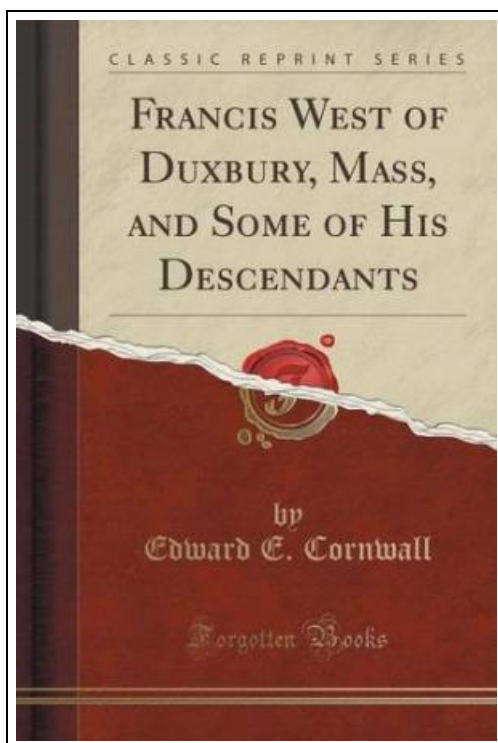 CLASSIC REPRINT SERIES
FRANCIS WEST OF
DUXBURY, MASS,
AND SOME OF HIS
DESCENDANTS
F
by
Edward E. Cornwall
Forgotten Books